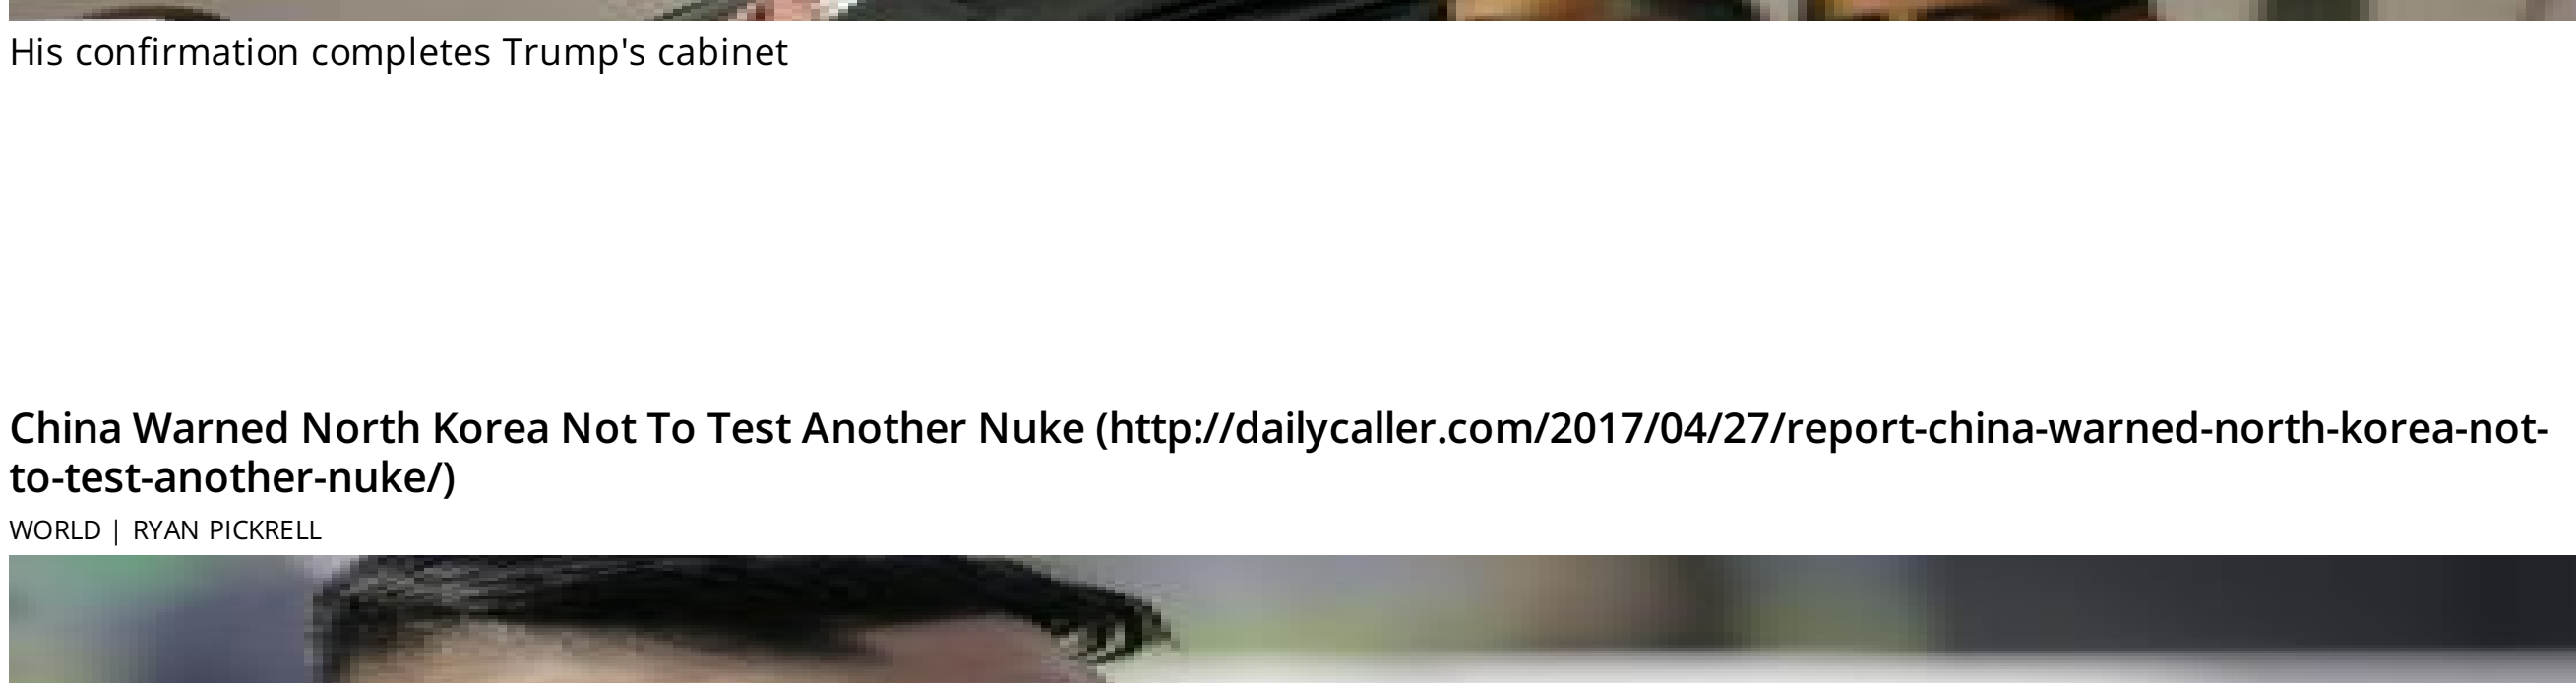 His confirmation completes Trump's cabinet
China Warned North Korea Not To Test Another Nuke (http://dailycaller.com/2017/04/27/report-china-warned-north-korea-not-
to-test-another-nuke/)
WORLD | RYAN PICKRELL